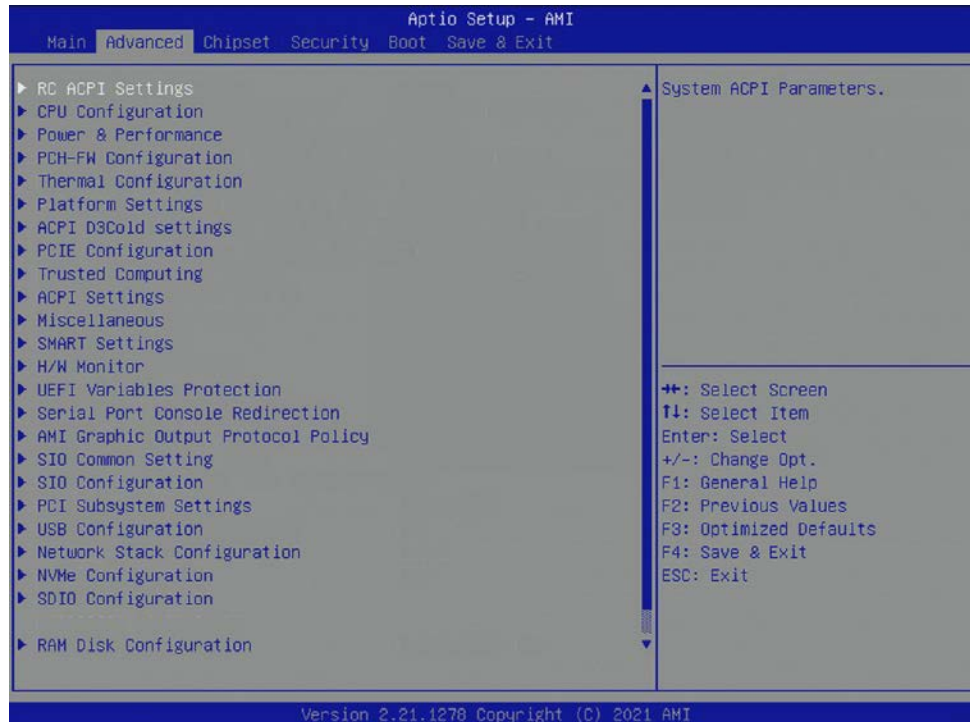 Aptio Setup - AMI
Main Advanced Chipset Security Boot Save & Exit
▶ RC ACPI Settings
▶ CPU Configuration
▶ Power & Performance
▶ PCH-FW Configuration
▶ Thermal Configuration
▶ Platform Settings
▶ ACPI D3Cold settings
▶ PCIE Configuration
▶ Trusted Computing
▶ ACPI Settings
▶ Miscellaneous
▶ SMART Settings
▶ H/W Monitor
▶ UEFI Variables Protection
▶ Serial Port Console Redirection
▶ AMI Graphic Output Protocol Policy
▶ SIO Common Setting
▶ SIO Configuration
▶ PCI Subsystem Settings
▶ USB Configuration
▶ Network Stack Configuration
▶ NVMe Configuration
▶ SDIO Configuration
▶ RAM Disk Configuration
System ACPI Parameters.
→←: Select Screen
↑↓: Select Item
Enter: Select
+/-: Change Opt.
F1: General Help
F2: Previous Values
F3: Optimized Defaults
F4: Save & Exit
ESC: Exit
Version 2.21.1278 Copyright (C) 2021 AMI